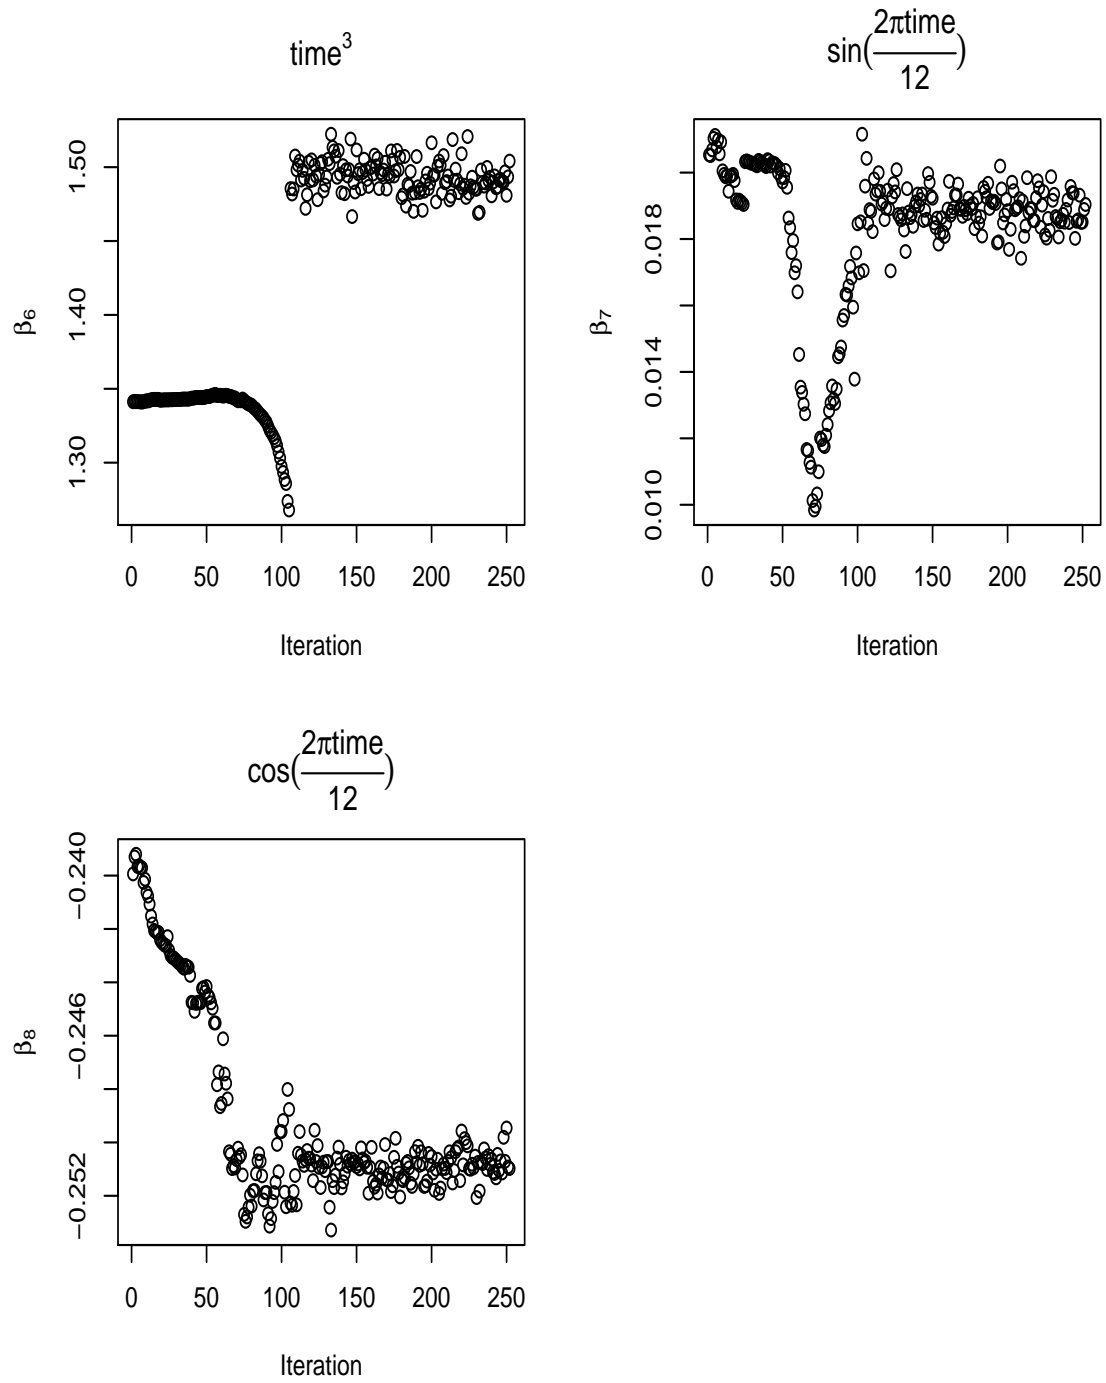 time³
β₆
1.30 1.40 1.50
0 50 100 150 200 250
Iteration
sin(2πtime/12)
β₇
0.010 0.014 0.018
0 50 100 150 200 250
Iteration
cos(2πtime/12)
β₈
−0.252 −0.246 −0.240
0 50 100 150 200 250
Iteration